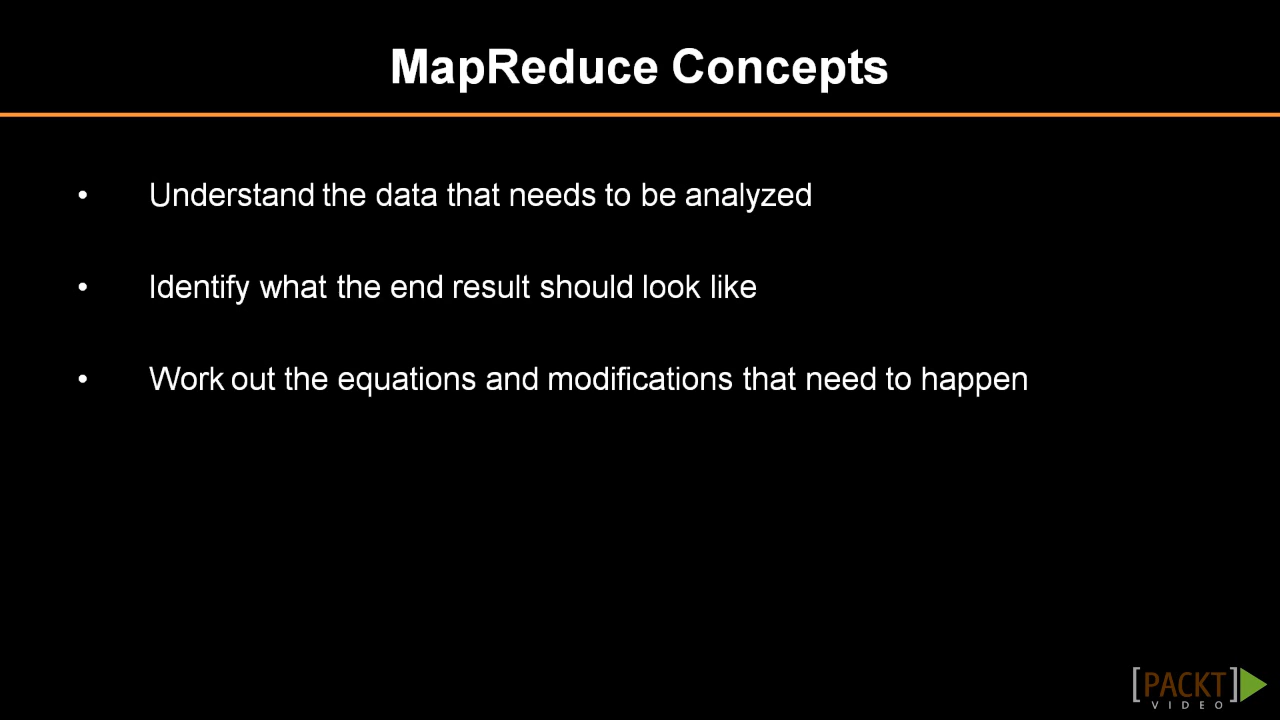 MapReduce Concepts
• Understand the data that needs to be analyzed
• Identify what the end result should look like
• Work out the equations and modifications that need to happen
[PACKT]
VIDEO